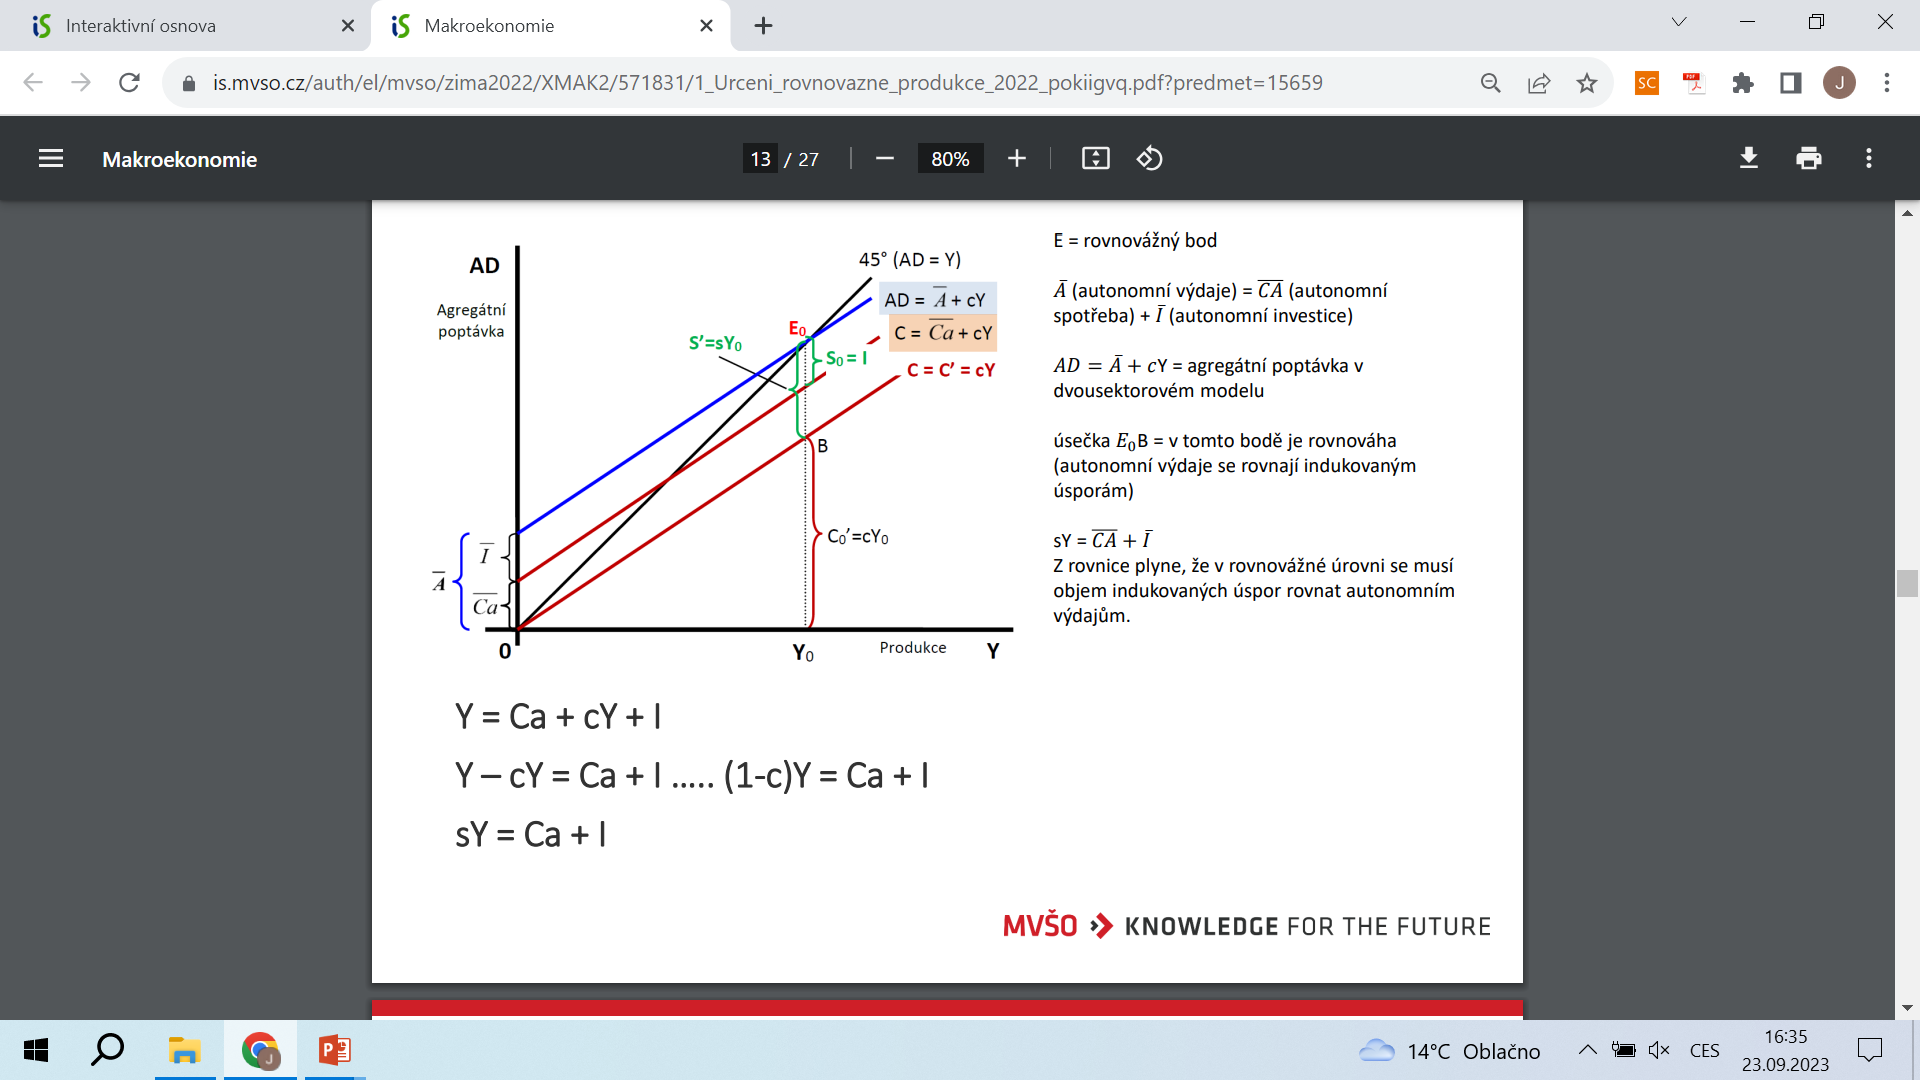 Interaktivní osnova
Makroekonomie
is.mvso.cz/auth/el/mvso/zima2022/XMAK2/571831/1_Urceni_rovnovazne_produkce_2022_pokiigvq.pdf?predmet=15659
SC
PDF
J
Makroekonomie
13 / 27
80%
AD
Agregátní
poptávka
45° (AD = Y)
AD = A̅ + cY
C = C̅a̅ + cY
C = C’ = cY
E₀
S’=sY₀
S₀ = I
B
C₀’=cY₀
I̅
A̅
C̅a̅
0
Y₀
Produkce
Y
E = rovnovážný bod
A̅ (autonomní výdaje) = C̅A̅ (autonomní
spotřeba) + I̅ (autonomní investice)
AD = A̅ + cY = agregátní poptávka v
dvousektorovém modelu
úsečka E₀B = v tomto bodě je rovnováha
(autonomní výdaje se rovnají indukovaným
úsporám)
sY = C̅A̅ + I̅
Z rovnice plyne, že v rovnovážné úrovni se musí
objem indukovaných úspor rovnat autonomním
výdajům.
Y = Ca + cY + I
Y – cY = Ca + I ..... (1-c)Y = Ca + I
sY = Ca + I
MVŠO KNOWLEDGE FOR THE FUTURE
J
P
14°C Oblačno
CES
16:35
23.09.2023